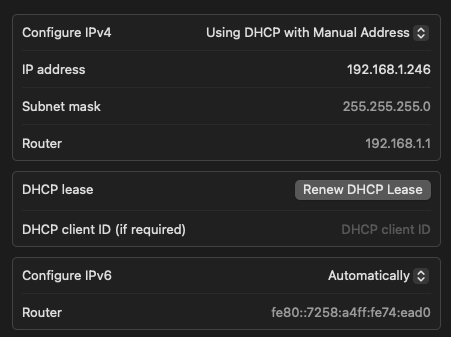 Configure IPv4 Using DHCP with Manual Address
IP address 192.168.1.246
Subnet mask 255.255.255.0
Router 192.168.1.1
DHCP lease Renew DHCP Lease
DHCP client ID (if required) DHCP client ID
Configure IPv6 Automatically
Router fe80::7258:a4ff:fe74:ead0